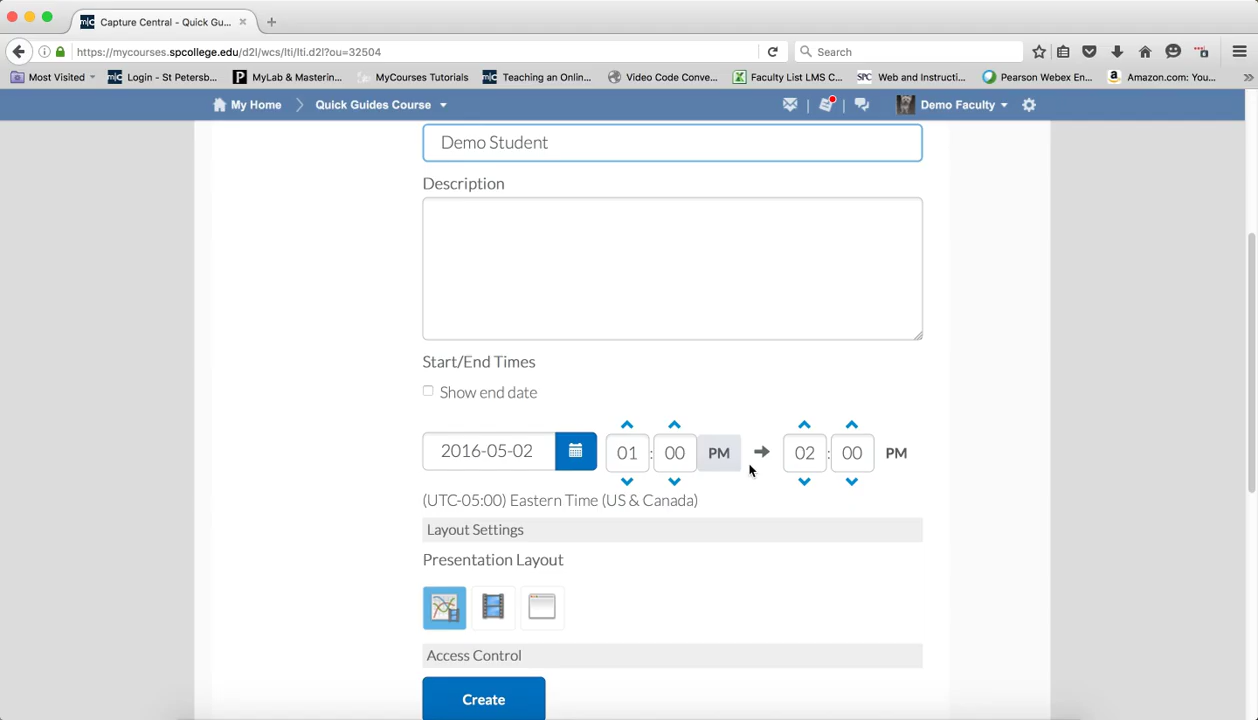 Capture Central - Quick Gu...
https://mycourses.spcollege.edu/d2l/wcs/lti/lti.d2l?ou=32504
Search
Most Visited
Login - St Petersb...
MyLab & Masterin...
MyCourses Tutorials
Teaching an Onlin...
Video Code Conve...
Faculty List LMS C...
Web and Instructi...
Pearson Webex En...
Amazon.com: You...
My Home
Quick Guides Course
Demo Faculty
Demo Student
Description
Start/End Times
Show end date
2016-05-02 01 : 00 PM 02 : 00 PM
(UTC-05:00) Eastern Time (US & Canada)
Layout Settings
Presentation Layout
Access Control
Create